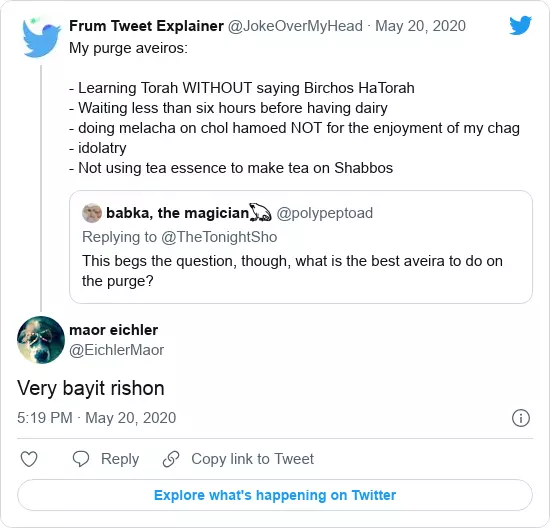 Frum Tweet Explainer @JokeOverMyHead · May 20, 2020
My purge aveiros:
- Learning Torah WITHOUT saying Birchos HaTorah
- Waiting less than six hours before having dairy
- doing melacha on chol hamoed NOT for the enjoyment of my chag
- idolatry
- Not using tea essence to make tea on Shabbos
babka, the magician @polypeptoad
Replying to @TheTonightSho
This begs the question, though, what is the best aveira to do on
the purge?
maor eichler
@EichlerMaor
Very bayit rishon
5:19 PM · May 20, 2020
Reply
Copy link to Tweet
Explore what's happening on Twitter